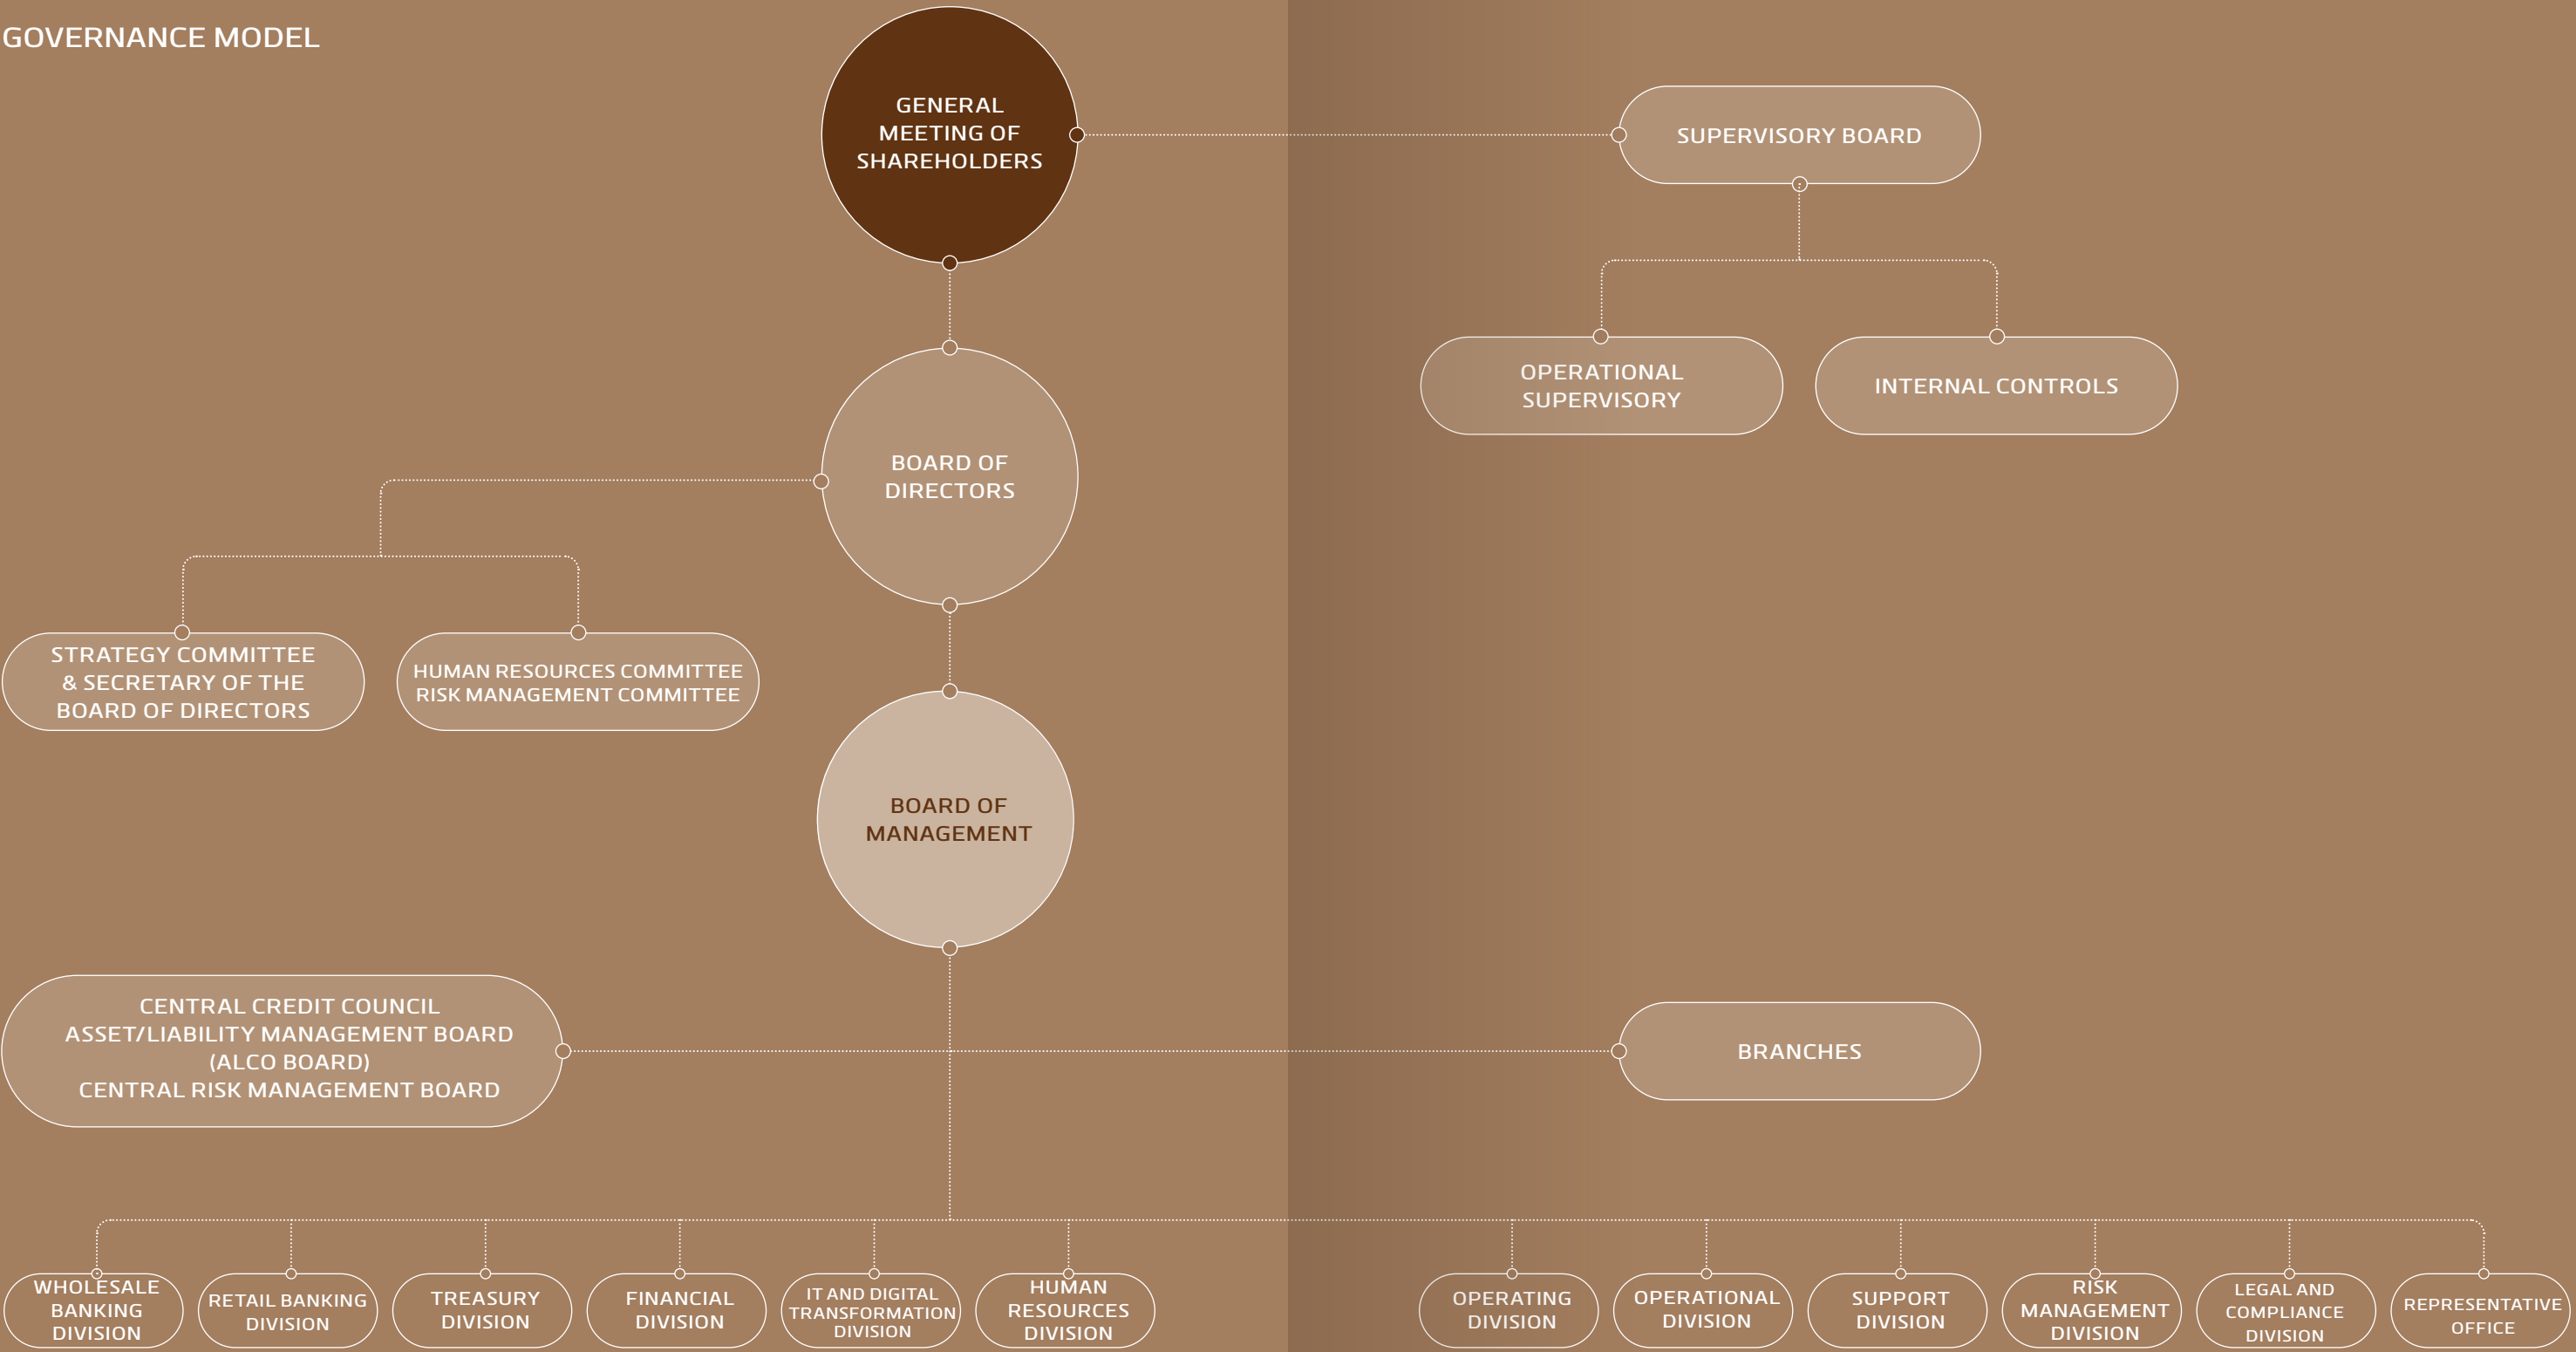 GOVERNANCE MODEL
GENERAL
MEETING OF
SHAREHOLDERS
SUPERVISORY BOARD
OPERATIONAL
SUPERVISORY
INTERNAL CONTROLS
BOARD OF
DIRECTORS
STRATEGY COMMITTEE
& SECRETARY OF THE
BOARD OF DIRECTORS
HUMAN RESOURCES COMMITTEE
RISK MANAGEMENT COMMITTEE
BOARD OF
MANAGEMENT
CENTRAL CREDIT COUNCIL
ASSET/LIABILITY MANAGEMENT BOARD
(ALCO BOARD)
CENTRAL RISK MANAGEMENT BOARD
BRANCHES
WHOLESALE
BANKING
DIVISION
RETAIL BANKING
DIVISION
TREASURY
DIVISION
FINANCIAL
DIVISION
IT AND DIGITAL
TRANSFORMATION
DIVISION
HUMAN
RESOURCES
DIVISION
OPERATING
DIVISION
OPERATIONAL
DIVISION
SUPPORT
DIVISION
RISK
MANAGEMENT
DIVISION
LEGAL AND
COMPLIANCE
DIVISION
REPRESENTATIVE
OFFICE